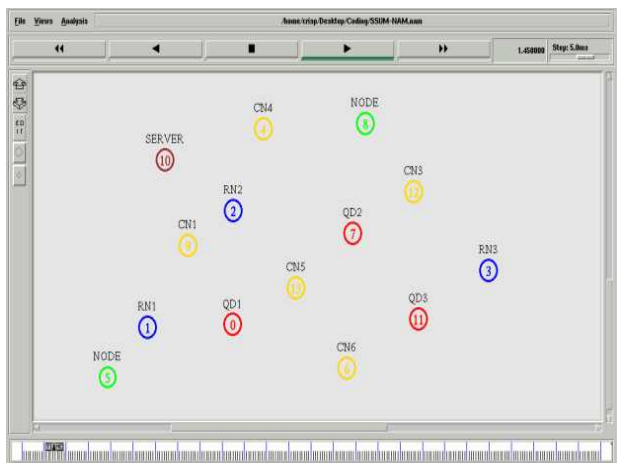 File Views Analysis /home/crisp/Desktop/Coding/SSUM-NAM.nam
1.450000 Step: 5.0ms
CN4
4
NODE
8
SERVER
10
CN3
12
RN2
2
QD2
7
CN1
9
RN3
3
CN5
13
QD3
11
RN1
1
QD1
0
CN6
6
NODE
5